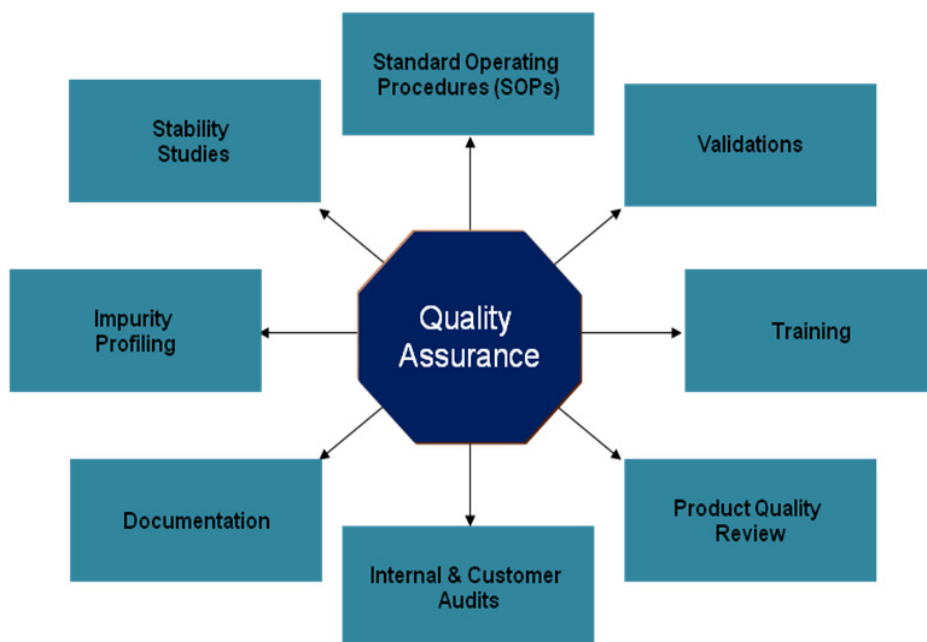 Standard Operating
Procedures (SOPs)
Stability
Studies
Validations
Impurity
Profiling
Quality
Assurance
Training
Documentation
Product Quality
Review
Internal & Customer
Audits